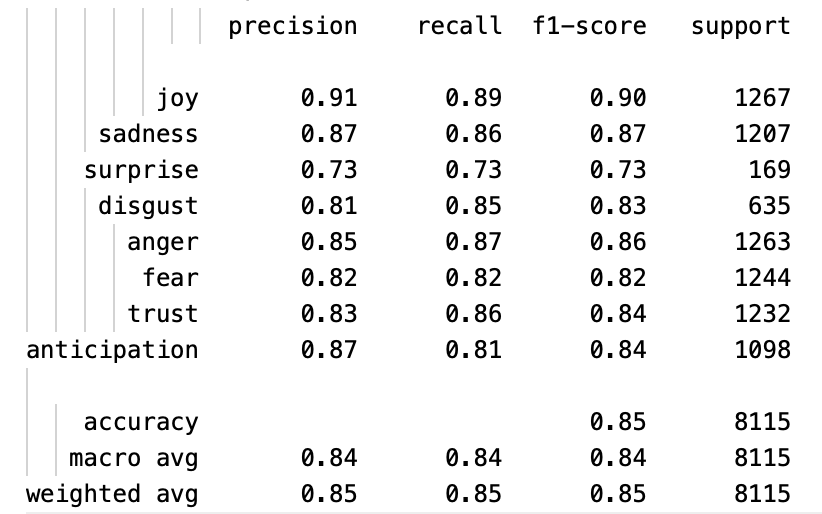 precision recall f1-score support
joy 0.91 0.89 0.90 1267
sadness 0.87 0.86 0.87 1207
surprise 0.73 0.73 0.73 169
disgust 0.81 0.85 0.83 635
anger 0.85 0.87 0.86 1263
fear 0.82 0.82 0.82 1244
trust 0.83 0.86 0.84 1232
anticipation 0.87 0.81 0.84 1098
accuracy 0.85 8115
macro avg 0.84 0.84 0.84 8115
weighted avg 0.85 0.85 0.85 8115